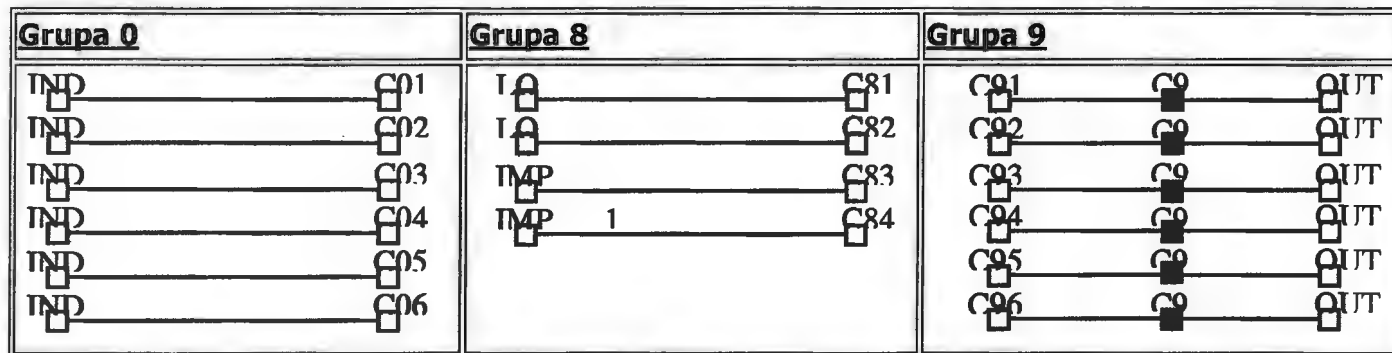 Grupa 0
Grupa 8
Grupa 9
IND C01
IND C02
IND C03
IND C04
IND C05
IND C06
LO C81
LO C82
IMP C83
IMP 1 C84
C91 C9 OUT
C92 C9 OUT
C93 C9 OUT
C94 C9 OUT
C95 C9 OUT
C96 C9 OUT